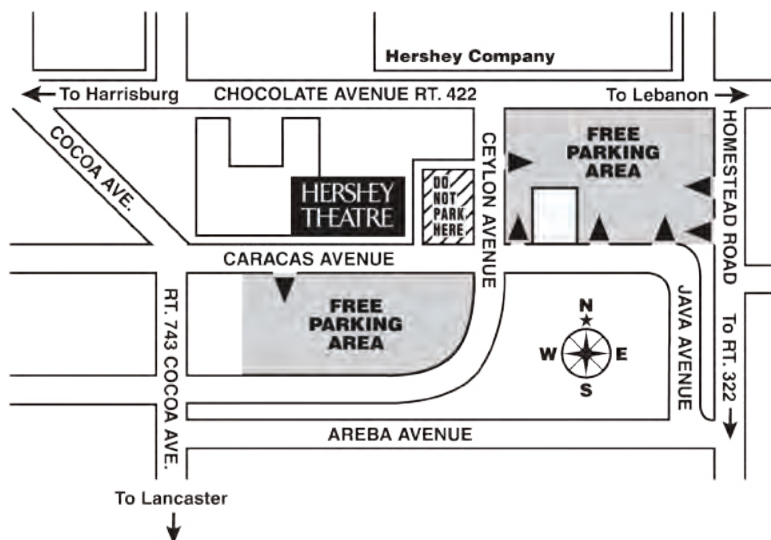 Hershey Company
To Harrisburg
CHOCOLATE AVENUE RT. 422
To Lebanon
COCOA AVE.
HERSHEY
THEATRE
DO
NOT
PARK
HERE
CEYLON AVENUE
FREE
PARKING
AREA
HOMESTEAD ROAD
CARACAS AVENUE
RT. 743 COCOA AVE.
FREE
PARKING
AREA
N
W
E
S
JAVA AVENUE
To RT. 322
AREBA AVENUE
To Lancaster